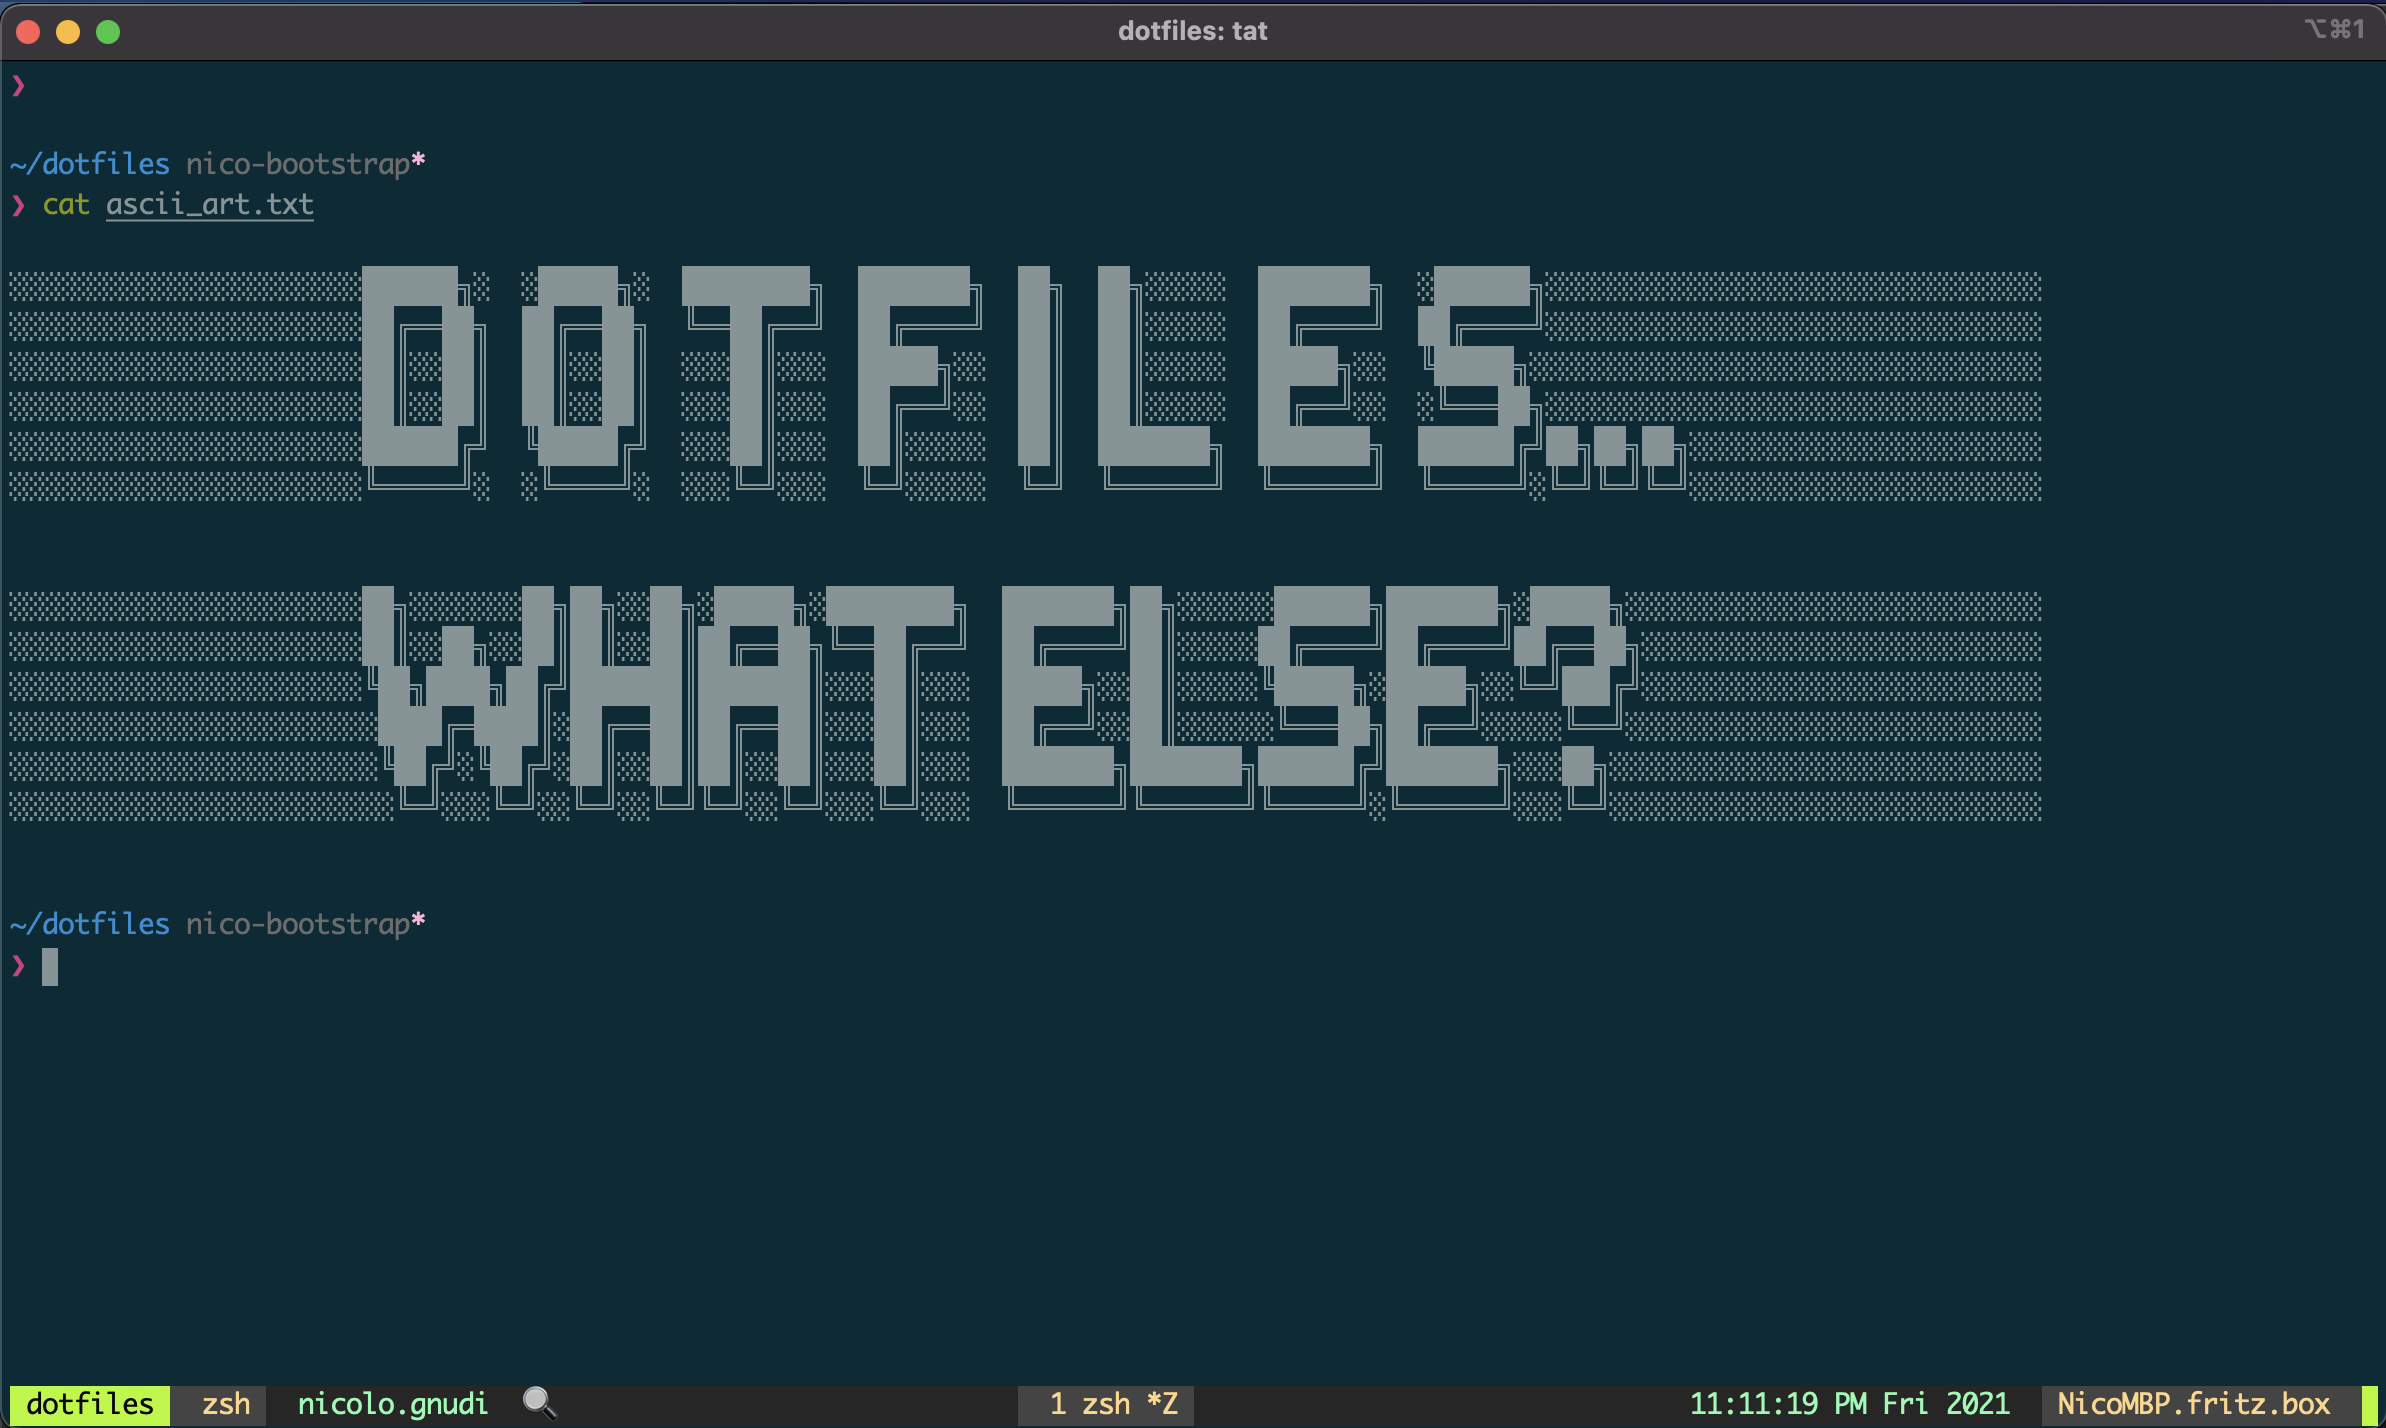 dotfiles: tat
⌥⌘1
❯
~/dotfiles nico-bootstrap*
❯ cat ascii_art.txt
DOTFILES...
WHAT ELSE?
~/dotfiles nico-bootstrap*
❯
dotfiles zsh nicolo.gnudi 1 zsh *Z 11:11:19 PM Fri 2021 NicoMBP.fritz.box